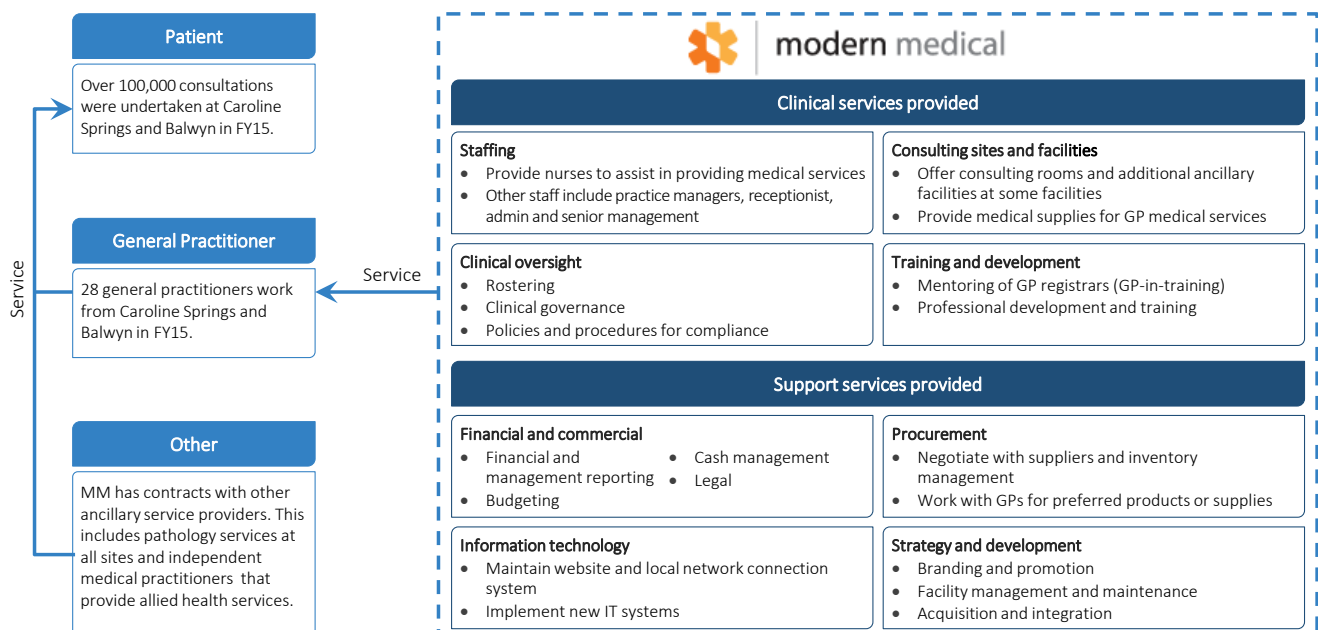 Patient
Over 100,000 consultations
were undertaken at Caroline
Springs and Balwyn in FY15.
General Practitioner
28 general practitioners work
from Caroline Springs and
Balwyn in FY15.
Other
MM has contracts with other
ancillary service providers. This
includes pathology services at
all sites and independent
medical practitioners that
provide allied health services.
Service
Service
modern medical
Clinical services provided
Staffing
• Provide nurses to assist in providing medical services
• Other staff include practice managers, receptionist,
admin and senior management
Consulting sites and facilities
• Offer consulting rooms and additional ancillary
facilities at some facilities
• Provide medical supplies for GP medical services
Clinical oversight
• Rostering
• Clinical governance
• Policies and procedures for compliance
Training and development
• Mentoring of GP registrars (GP-in-training)
• Professional development and training
Support services provided
Financial and commercial
• Financial and
management reporting
• Budgeting
• Cash management
• Legal
Procurement
• Negotiate with suppliers and inventory
management
• Work with GPs for preferred products or supplies
Information technology
• Maintain website and local network connection
system
• Implement new IT systems
Strategy and development
• Branding and promotion
• Facility management and maintenance
• Acquisition and integration